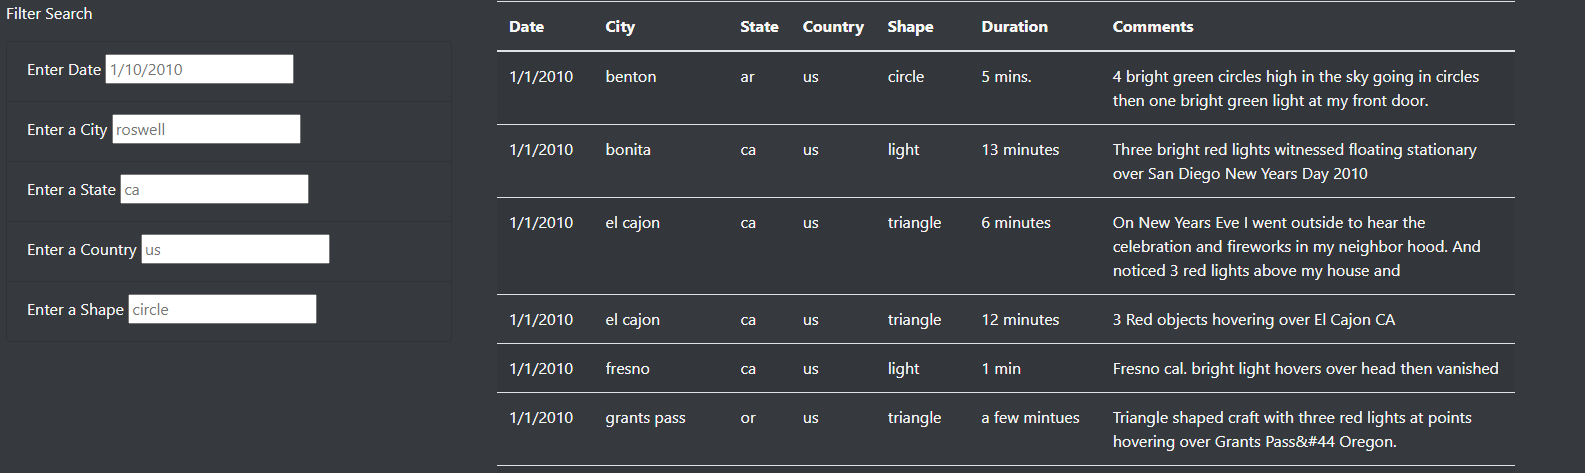 Filter Search
Enter Date 1/10/2010
Enter a City roswell
Enter a State ca
Enter a Country us
Enter a Shape circle
Date City State Country Shape Duration Comments
1/1/2010 benton ar us circle 5 mins. 4 bright green circles high in the sky going in circles
then one bright green light at my front door.
1/1/2010 bonita ca us light 13 minutes Three bright red lights witnessed floating stationary
over San Diego New Years Day 2010
1/1/2010 el cajon ca us triangle 6 minutes On New Years Eve I went outside to hear the
celebration and fireworks in my neighbor hood. And
noticed 3 red lights above my house and
1/1/2010 el cajon ca us triangle 12 minutes 3 Red objects hovering over El Cajon CA
1/1/2010 fresno ca us light 1 min Fresno cal. bright light hovers over head then vanished
1/1/2010 grants pass or us triangle a few mintues Triangle shaped craft with three red lights at points
hovering over Grants Pass&#44 Oregon.